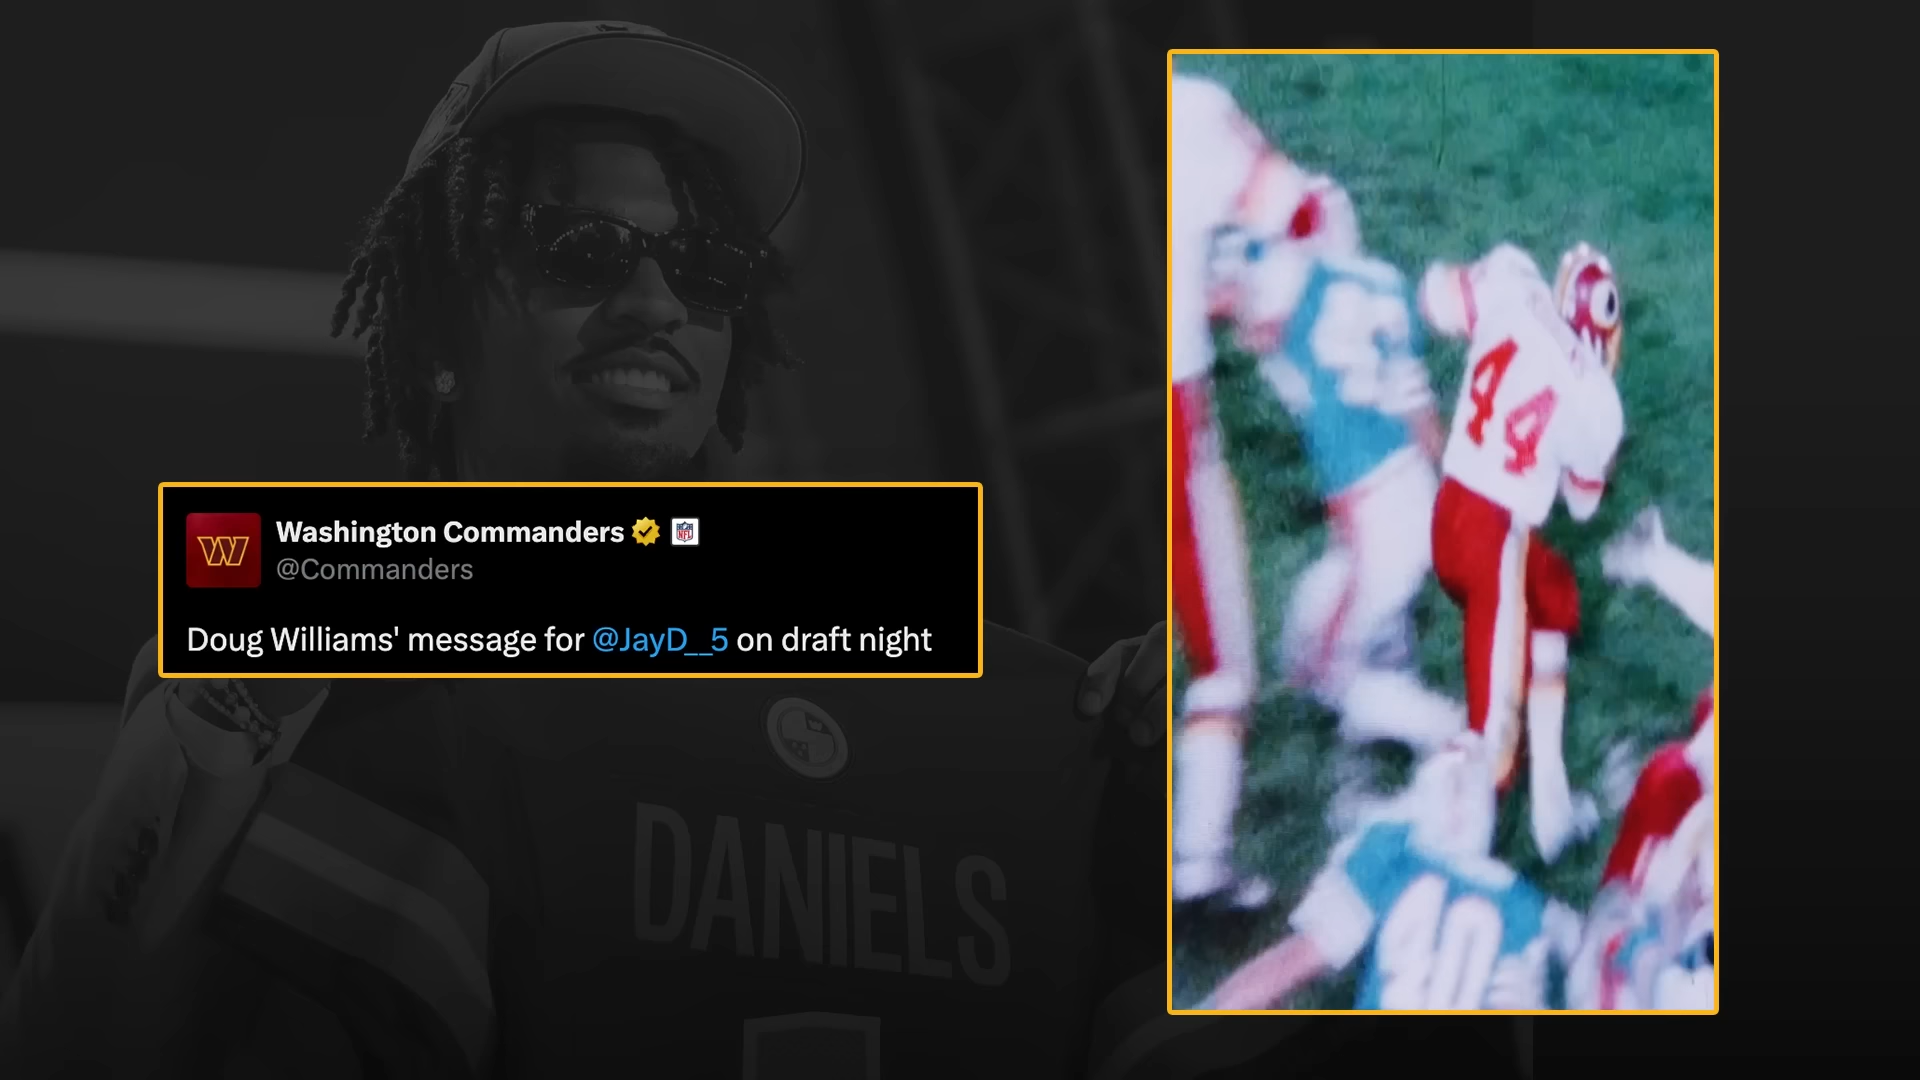 Washington Commanders
@Commanders
Doug Williams' message for @JayD__5 on draft night
DANIELS
44